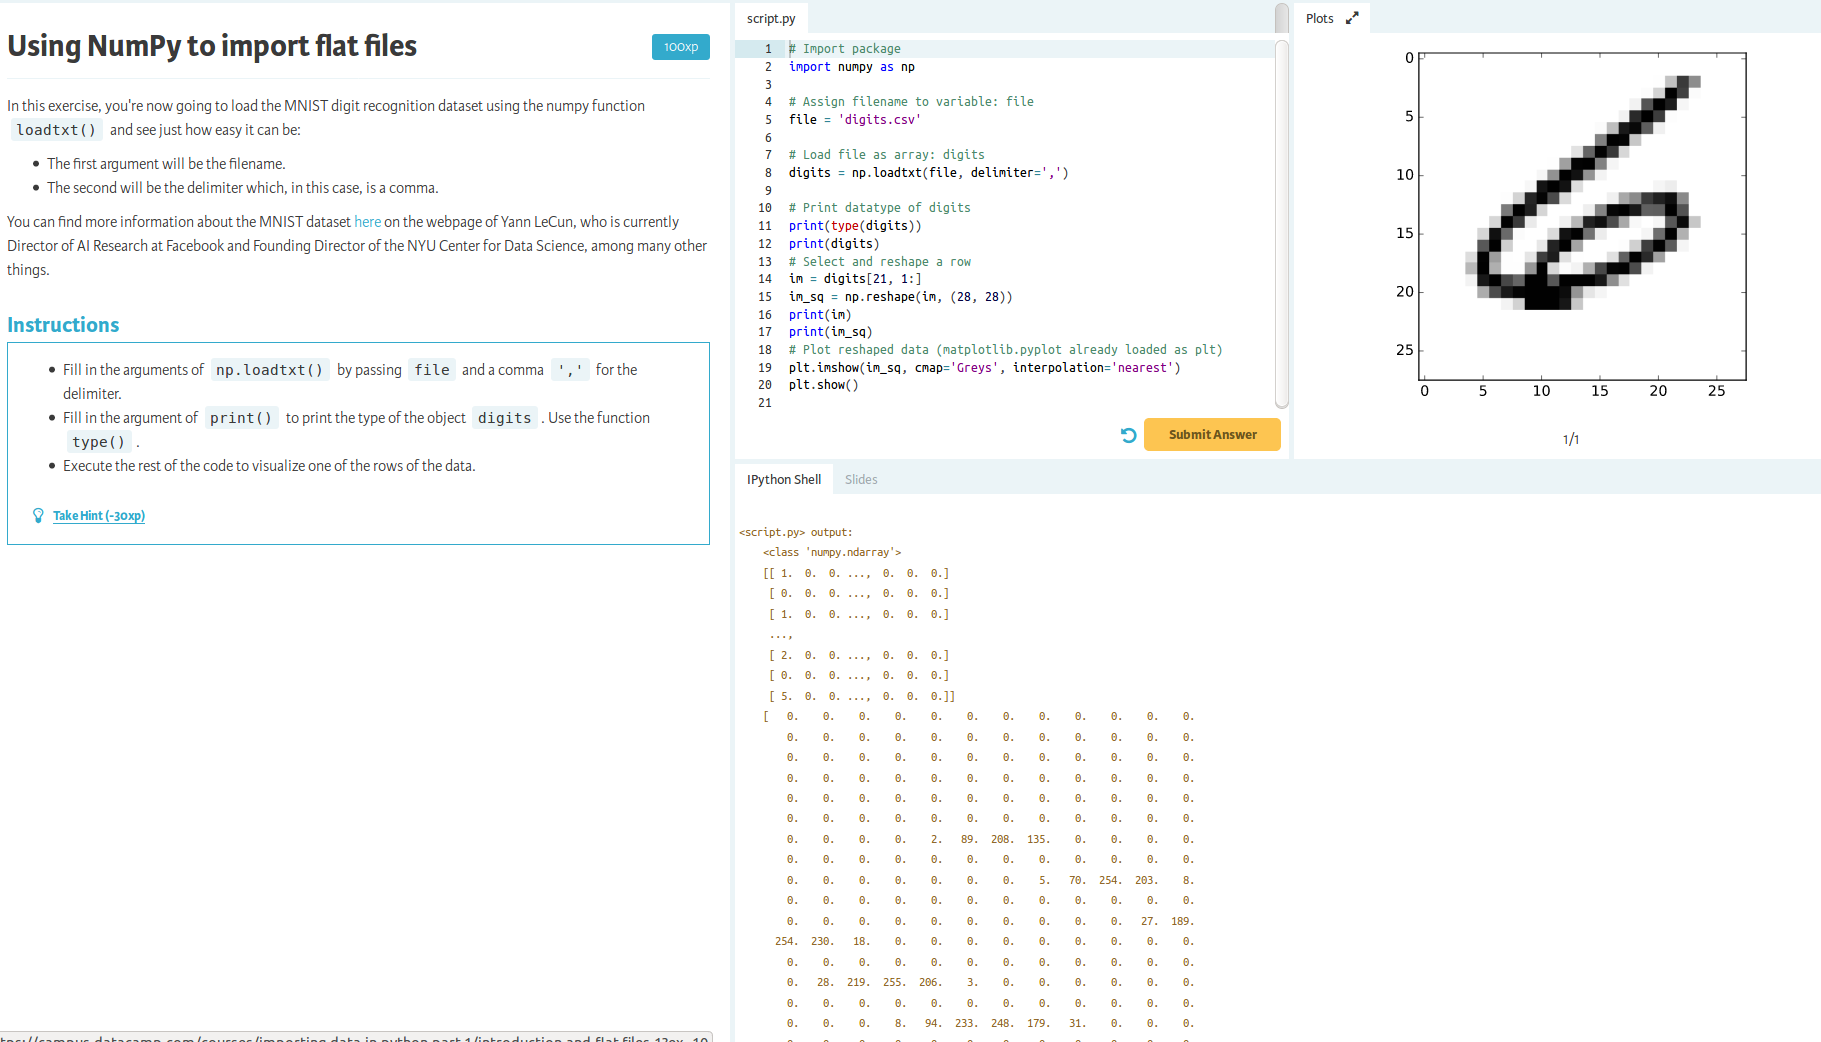 Using NumPy to import flat files
100xp
In this exercise, you're now going to load the MNIST digit recognition dataset using the numpy function
loadtxt() and see just how easy it can be:
• The first argument will be the filename.
• The second will be the delimiter which, in this case, is a comma.
You can find more information about the MNIST dataset here on the webpage of Yann LeCun, who is currently
Director of AI Research at Facebook and Founding Director of the NYU Center for Data Science, among many other
things.
Instructions
• Fill in the arguments of np.loadtxt() by passing file and a comma ',' for the
delimiter.
• Fill in the argument of print() to print the type of the object digits . Use the function
type() .
• Execute the rest of the code to visualize one of the rows of the data.
Take Hint (-30xp)
script.py
1 # Import package
2 import numpy as np
3
4 # Assign filename to variable: file
5 file = 'digits.csv'
6
7 # Load file as array: digits
8 digits = np.loadtxt(file, delimiter=',')
9
10 # Print datatype of digits
11 print(type(digits))
12 print(digits)
13 # Select and reshape a row
14 im = digits[21, 1:]
15 im_sq = np.reshape(im, (28, 28))
16 print(im)
17 print(im_sq)
18 # Plot reshaped data (matplotlib.pyplot already loaded as plt)
19 plt.imshow(im_sq, cmap='Greys', interpolation='nearest')
20 plt.show()
21
Submit Answer
Plots
0
5
10
15
20
25
0 5 10 15 20 25
1/1
IPython Shell Slides
<script.py> output:
<class 'numpy.ndarray'>
[[ 1. 0. 0. ..., 0. 0. 0.]
[ 0. 0. 0. ..., 0. 0. 0.]
[ 1. 0. 0. ..., 0. 0. 0.]
...,
[ 2. 0. 0. ..., 0. 0. 0.]
[ 0. 0. 0. ..., 0. 0. 0.]
[ 5. 0. 0. ..., 0. 0. 0.]]
[ 0. 0. 0. 0. 0. 0. 0. 0. 0. 0. 0. 0.
0. 0. 0. 0. 0. 0. 0. 0. 0. 0. 0. 0.
0. 0. 0. 0. 0. 0. 0. 0. 0. 0. 0. 0.
0. 0. 0. 0. 0. 0. 0. 0. 0. 0. 0. 0.
0. 0. 0. 0. 0. 0. 0. 0. 0. 0. 0. 0.
0. 0. 0. 0. 0. 0. 0. 0. 0. 0. 0. 0.
0. 0. 0. 0. 2. 89. 208. 135. 0. 0. 0. 0.
0. 0. 0. 0. 0. 0. 0. 0. 0. 0. 0. 0.
0. 0. 0. 0. 0. 0. 0. 5. 70. 254. 203. 8.
0. 0. 0. 0. 0. 0. 0. 0. 0. 0. 0. 0.
0. 0. 0. 0. 0. 0. 0. 0. 0. 0. 27. 189.
254. 230. 18. 0. 0. 0. 0. 0. 0. 0. 0. 0.
0. 0. 0. 0. 0. 0. 0. 0. 0. 0. 0. 0.
0. 28. 219. 255. 206. 3. 0. 0. 0. 0. 0. 0.
0. 0. 0. 0. 0. 0. 0. 0. 0. 0. 0. 0.
0. 0. 0. 8. 94. 233. 248. 179. 31. 0. 0. 0.